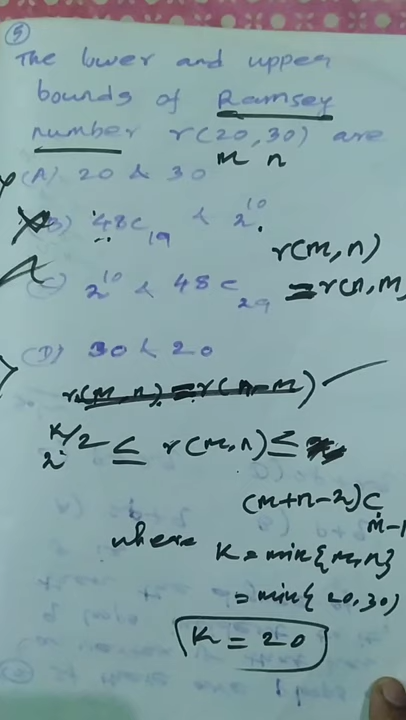 (5)
The lower and upper
bounds of Ramsey
number r(20,30) are
m n
(A) 20 & 30
(B) 48C19 & 2^10
r(m,n)
= r(n,m)
(C) 2^10 & 48C29
(D) 30 & 20
r(m,n) = r(n,m)
2^k/2 ≤ r(m,n) ≤
(m+n-2)C m-1
where
k = min{m,n}
= min{20,30)
K = 20